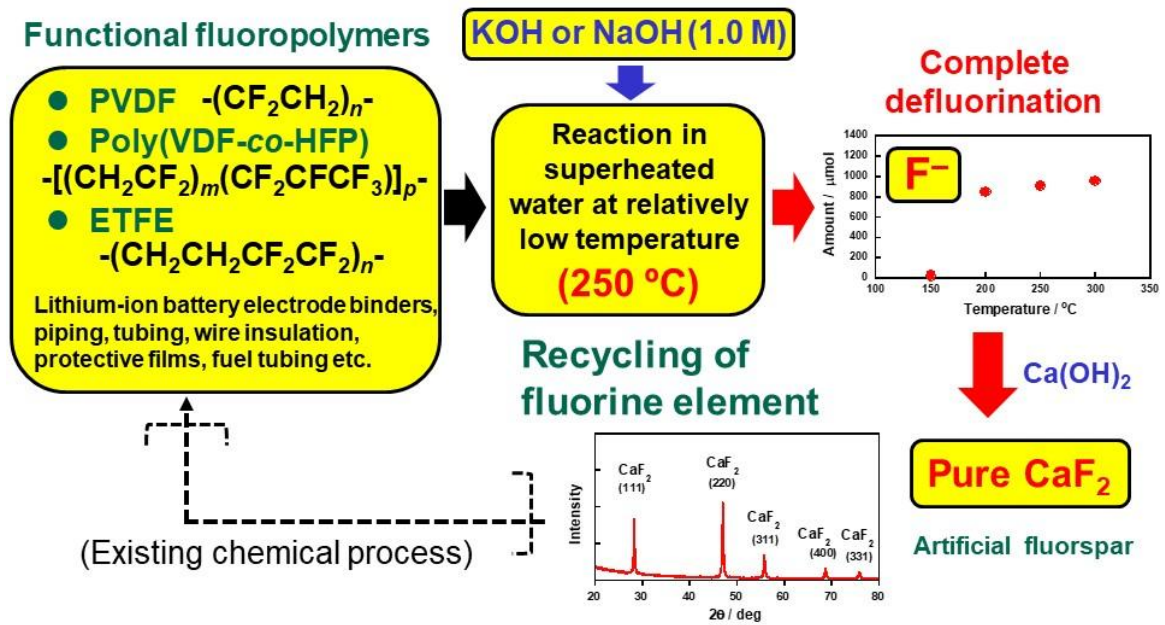 Functional fluoropolymers
● PVDF -(CF₂CH₂)ₙ-
● Poly(VDF-co-HFP)
-[(CH₂CF₂)ₘ(CF₂CFCF₃)]ₚ-
● ETFE
-(CH₂CH₂CF₂CF₂)ₙ-
Lithium-ion battery electrode binders,
piping, tubing, wire insulation,
protective films, fuel tubing etc.
KOH or NaOH (1.0 M)
Reaction in
superheated
water at relatively
low temperature
(250 ºC)
Complete
defluorination
F⁻
Amount / μmol
1400
1200
1000
800
600
400
200
0
100 150 200 250 300 350
Temperature / ºC
Ca(OH)₂
Pure CaF₂
Artificial fluorspar
Recycling of
fluorine element
Intensity
CaF₂
(111)
CaF₂
(220)
CaF₂
(311)
CaF₂
(400)
CaF₂
(331)
20 30 40 50 60 70 80
2θ / deg
(Existing chemical process)